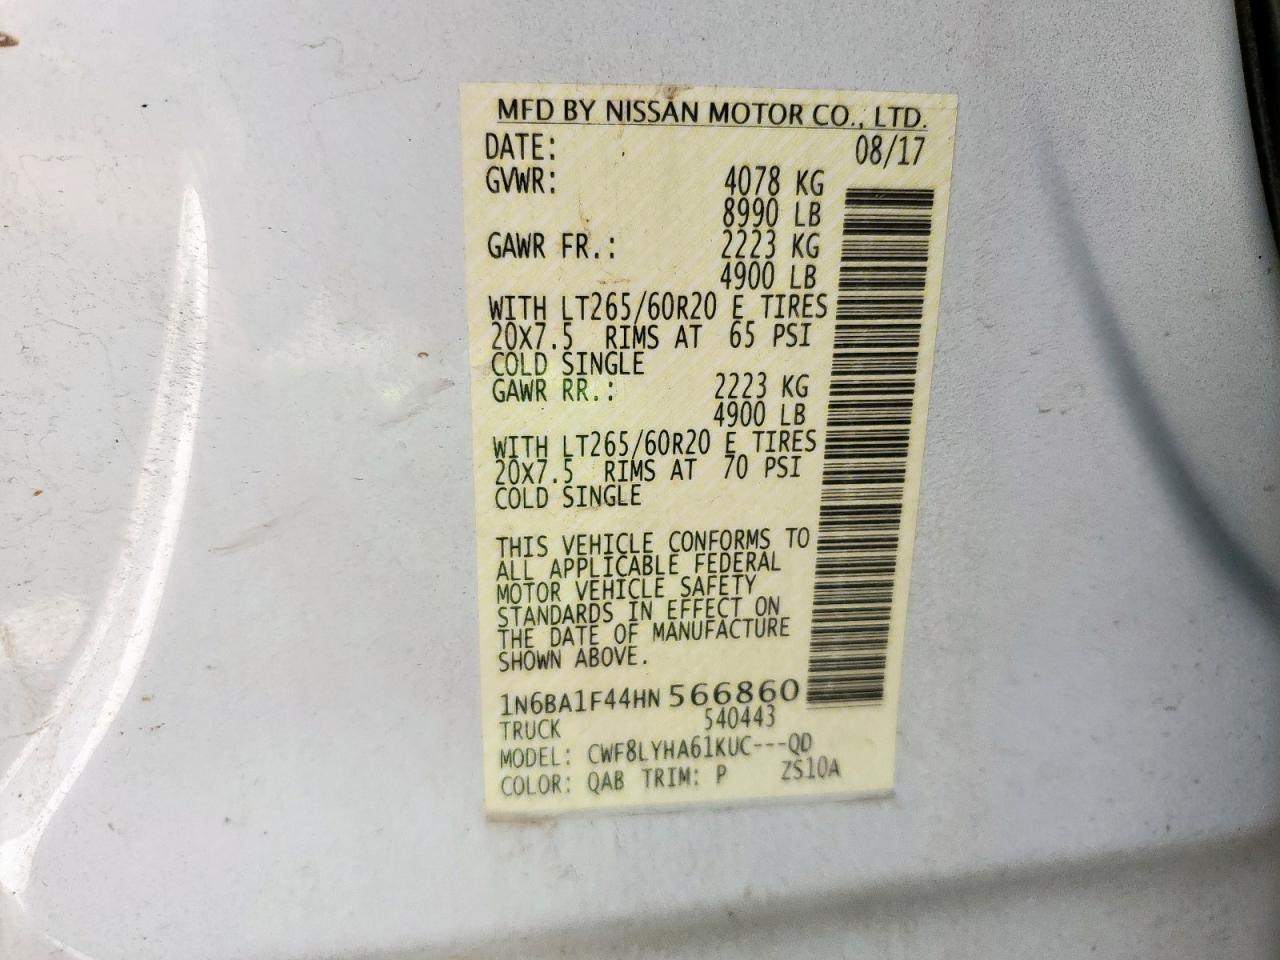 MFD BY NISSAN MOTOR CO., LTD.
DATE: 08/17
GVWR: 4078 KG
8990 LB
GAWR FR.: 2223 KG
4900 LB
WITH LT265/60R20 E TIRES
20X7.5 RIMS AT 65 PSI
COLD SINGLE
GAWR RR.: 2223 KG
4900 LB
WITH LT265/60R20 E TIRES
20X7.5 RIMS AT 70 PSI
COLD SINGLE
THIS VEHICLE CONFORMS TO
ALL APPLICABLE FEDERAL
MOTOR VEHICLE SAFETY
STANDARDS IN EFFECT ON
THE DATE OF MANUFACTURE
SHOWN ABOVE.
1N6BA1F44HN 566860
TRUCK 540443
MODEL: CWF8LYHA61KUC---QD
COLOR: QAB TRIM: P ZS10A